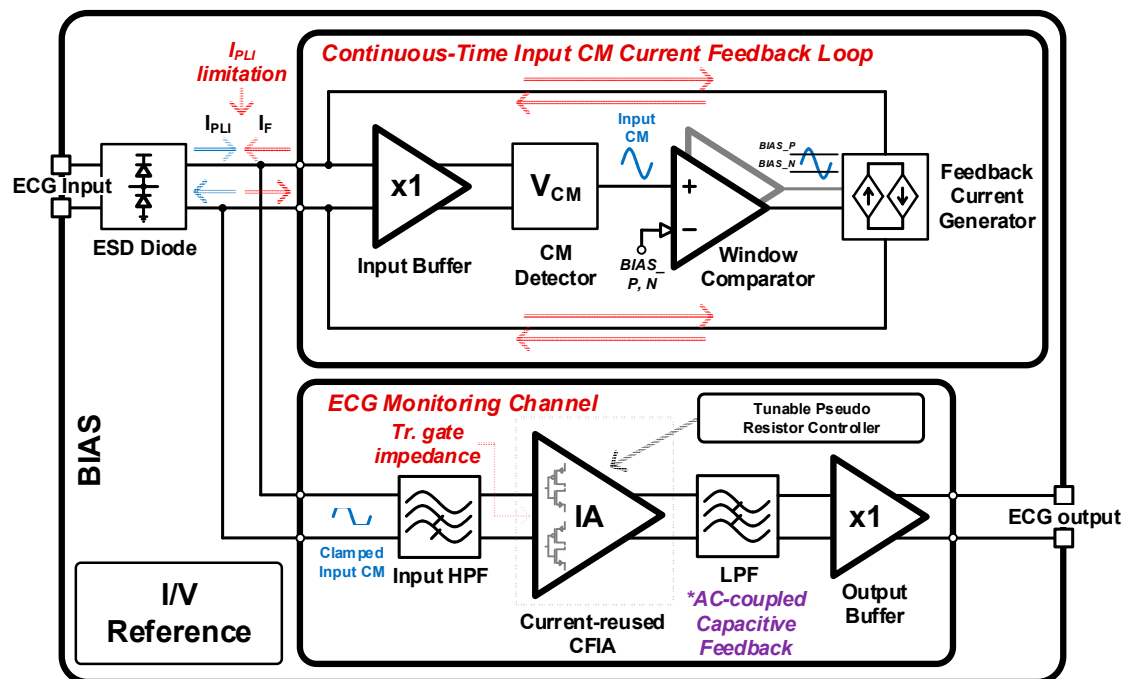 Continuous-Time Input CM Current Feedback Loop
I_PLI
limitation
I_PLI
I_F
ECG Input
ESD Diode
x1
Input Buffer
V_CM
CM
Detector
Input
CM
+
−
BIAS_
P, N
Window
Comparator
BIAS_P
BIAS_N
Feedback
Current
Generator
BIAS
I/V
Reference
ECG Monitoring Channel
Tr. gate
impedance
Tunable Pseudo
Resistor Controller
Clamped
Input CM
Input HPF
IA
Current-reused
CFIA
LPF
*AC-coupled
Capacitive
Feedback
x1
Output
Buffer
ECG output